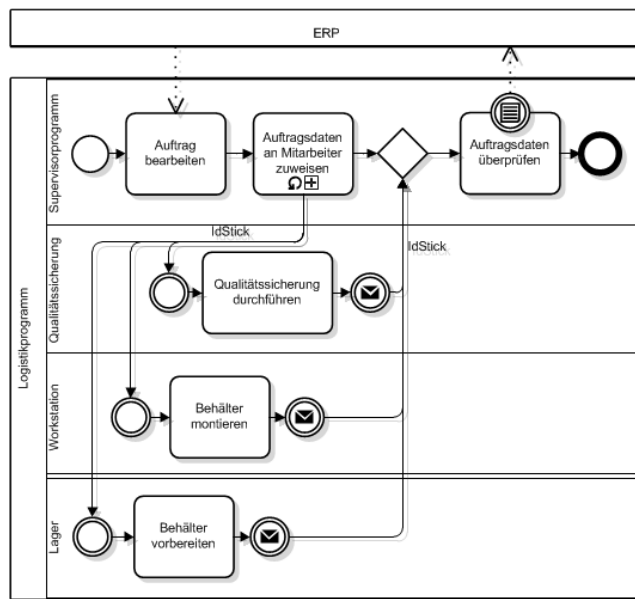 ERP
Logistikprogramm
Supervisorprogramm
Auftrag
bearbeiten
Auftragsdaten
an Mitarbeiter
zuweisen
Auftragsdaten
überprüfen
IdStick
IdStick
Qualitätssicherung
Qualitätssicherung
durchführen
Workstation
Behälter
montieren
Lager
Behälter
vorbereiten